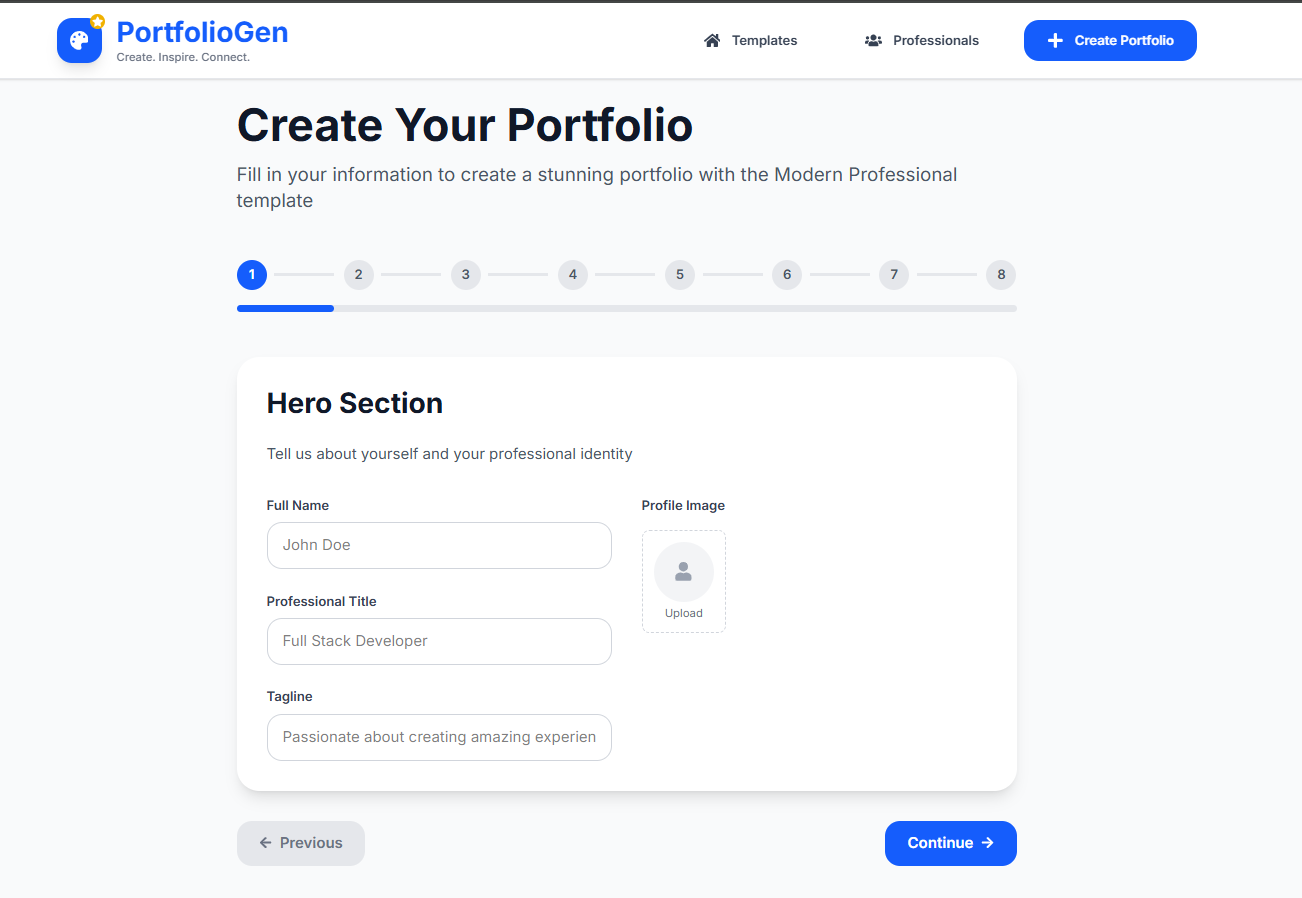 PortfolioGen
Create. Inspire. Connect.
Templates
Professionals
Create Portfolio
Create Your Portfolio
Fill in your information to create a stunning portfolio with the Modern Professional
template
1 2 3 4 5 6 7 8
Hero Section
Tell us about yourself and your professional identity
Full Name
John Doe
Profile Image
Upload
Professional Title
Full Stack Developer
Tagline
Passionate about creating amazing experien
Previous
Continue